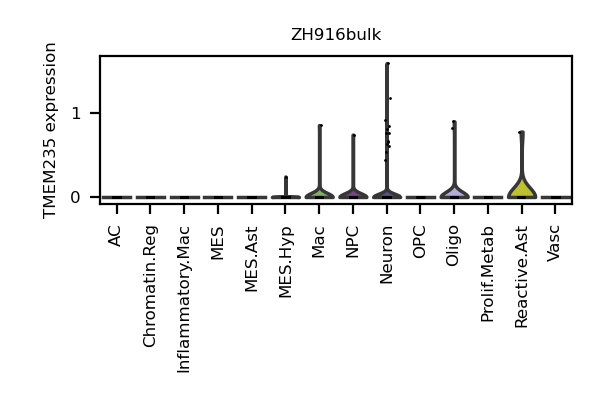 ZH916bulk
TMEM235 expression
1
0
AC
Chromatin.Reg
Inflammatory.Mac
MES
MES.Ast
MES.Hyp
Mac
NPC
Neuron
OPC
Oligo
Prolif.Metab
Reactive.Ast
Vasc